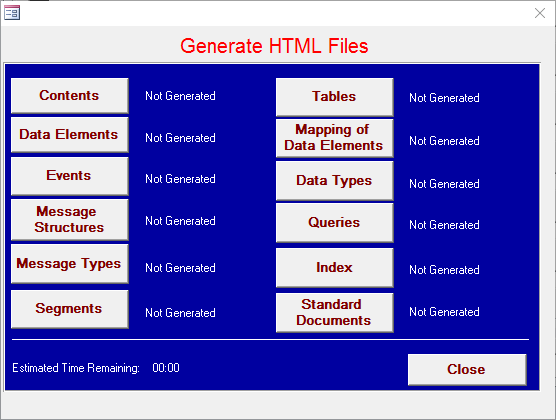 Generate HTML Files
Contents
Not Generated
Tables
Not Generated
Data Elements
Not Generated
Mapping of
Data Elements
Not Generated
Events
Not Generated
Data Types
Not Generated
Message
Structures
Not Generated
Queries
Not Generated
Message Types
Not Generated
Index
Not Generated
Segments
Not Generated
Standard
Documents
Not Generated
Estimated Time Remaining: 00:00
Close